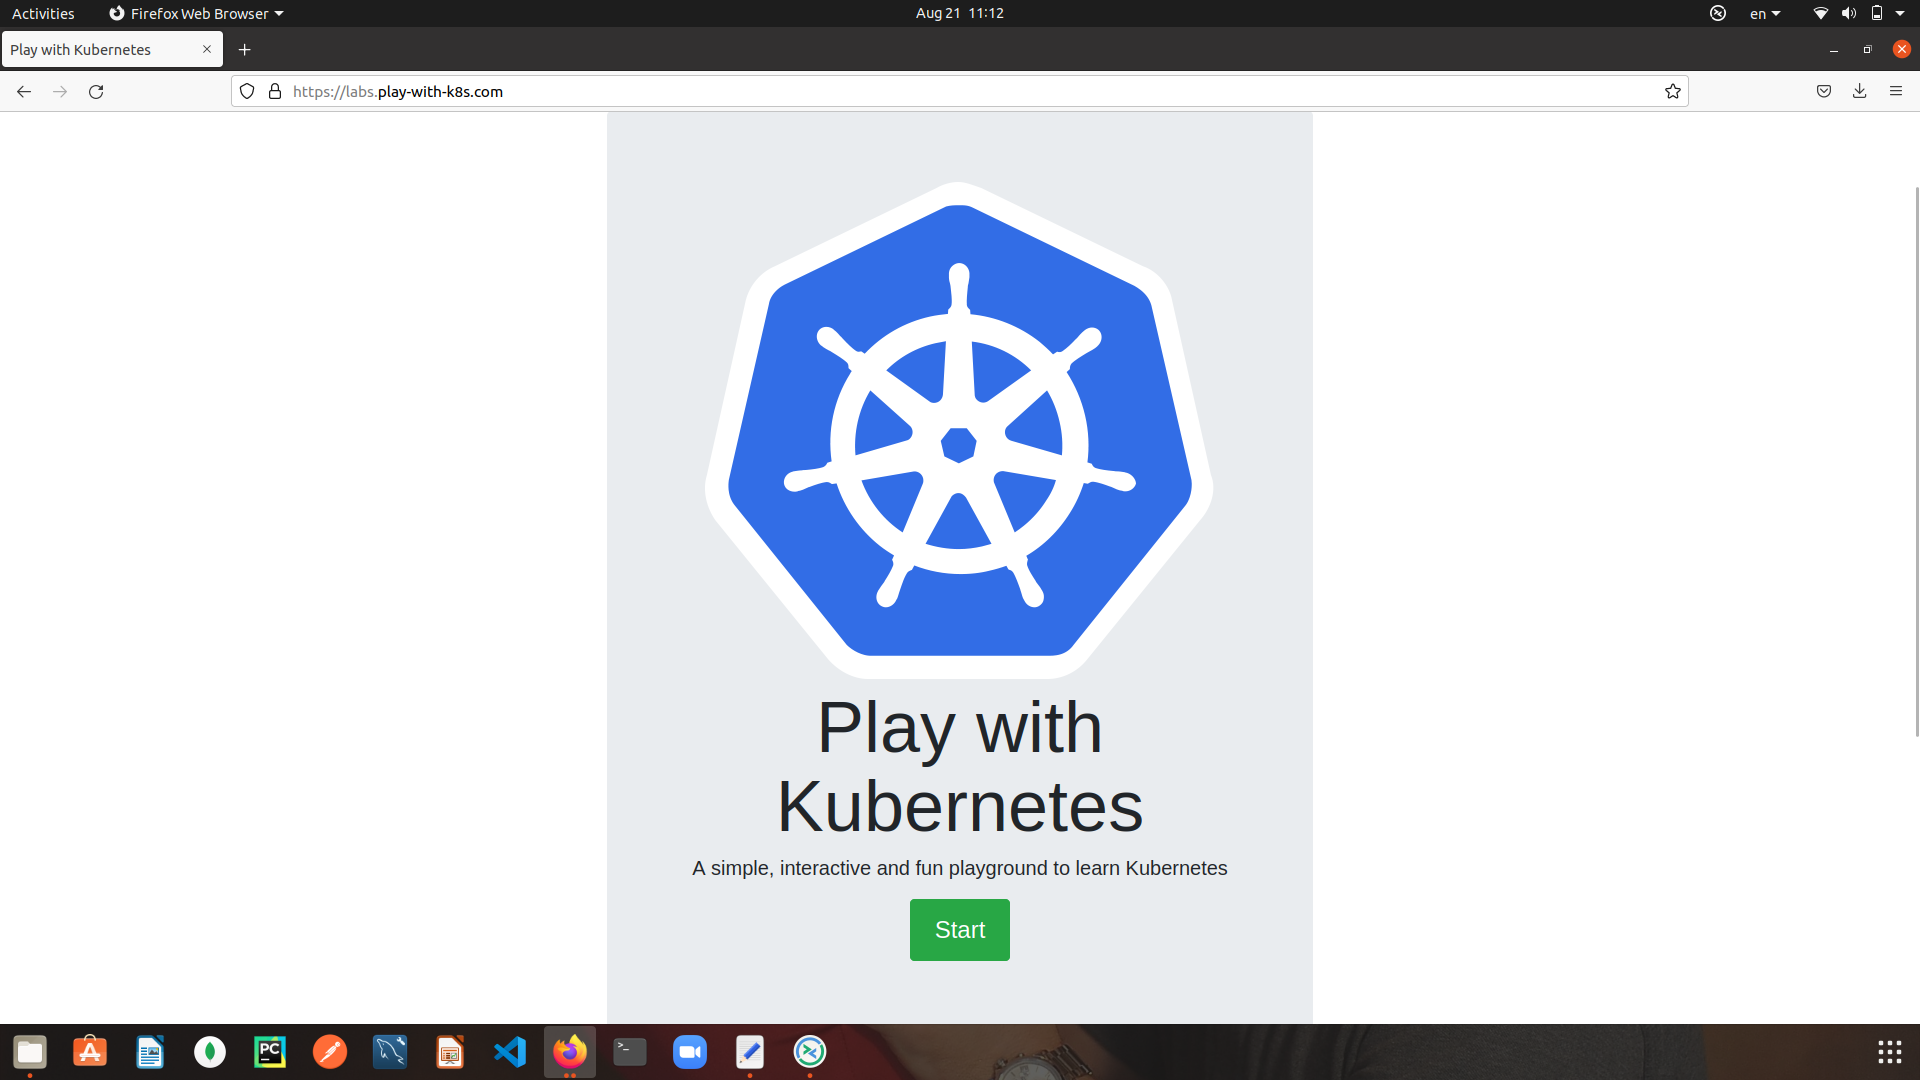 Activities
Firefox Web Browser
Aug 21 11:12
en
Play with Kubernetes
https://labs.play-with-k8s.com
Play with
Kubernetes
A simple, interactive and fun playground to learn Kubernetes
Start
PC
>_